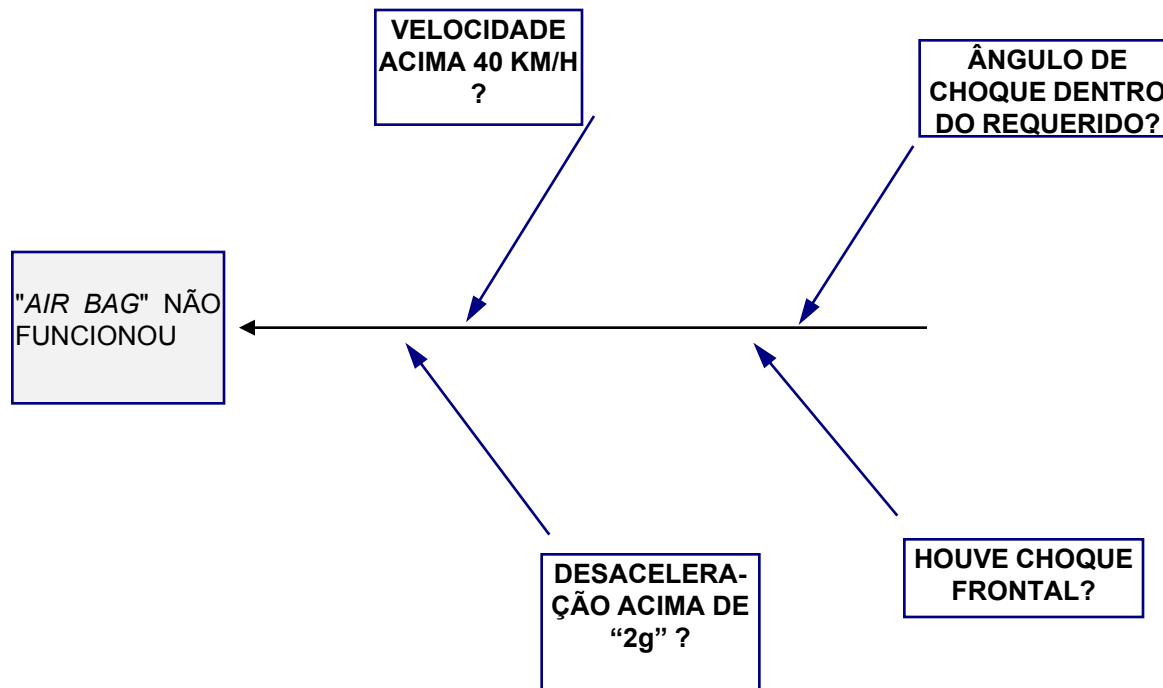 VELOCIDADE
ACIMA 40 KM/H
?
ÂNGULO DE
CHOQUE DENTRO
DO REQUERIDO?
"AIR BAG" NÃO
FUNCIONOU
DESACELERA-
ÇÃO ACIMA DE
“2g” ?
HOUVE CHOQUE
FRONTAL?